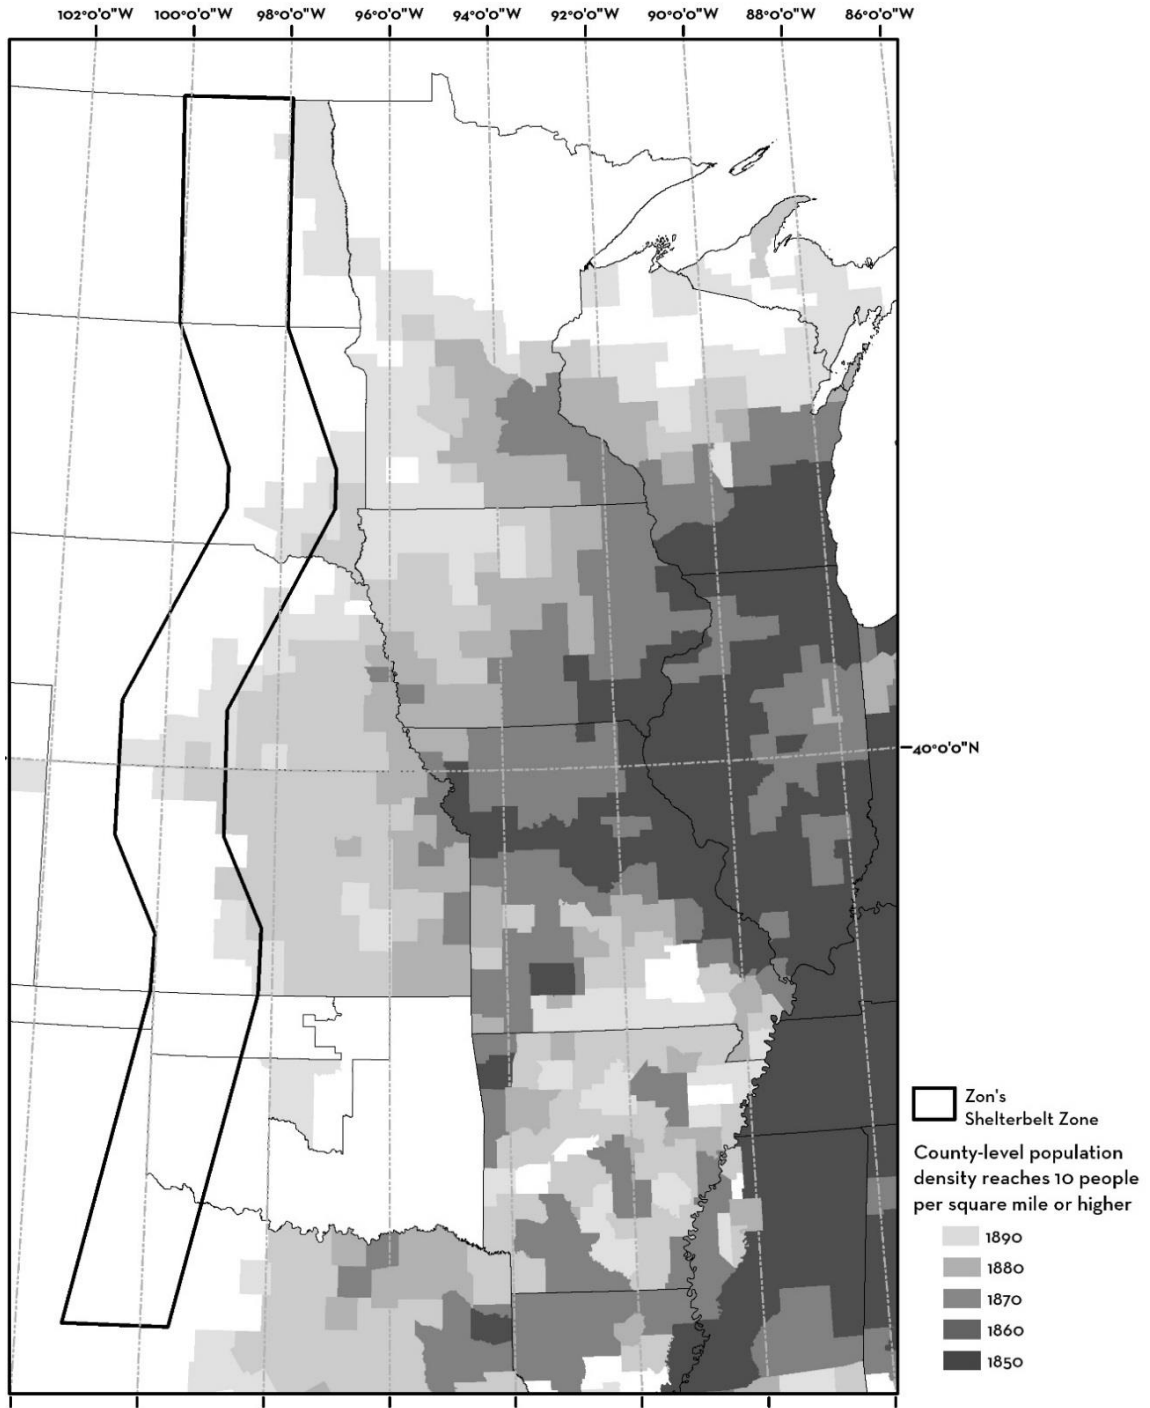 102°0'0"W 100°0'0"W 98°0'0"W 96°0'0"W 94°0'0"W 92°0'0"W 90°0'0"W 88°0'0"W 86°0'0"W
40°0'0"N
Zon's
Shelterbelt Zone
County-level population
density reaches 10 people
per square mile or higher
1890
1880
1870
1860
1850